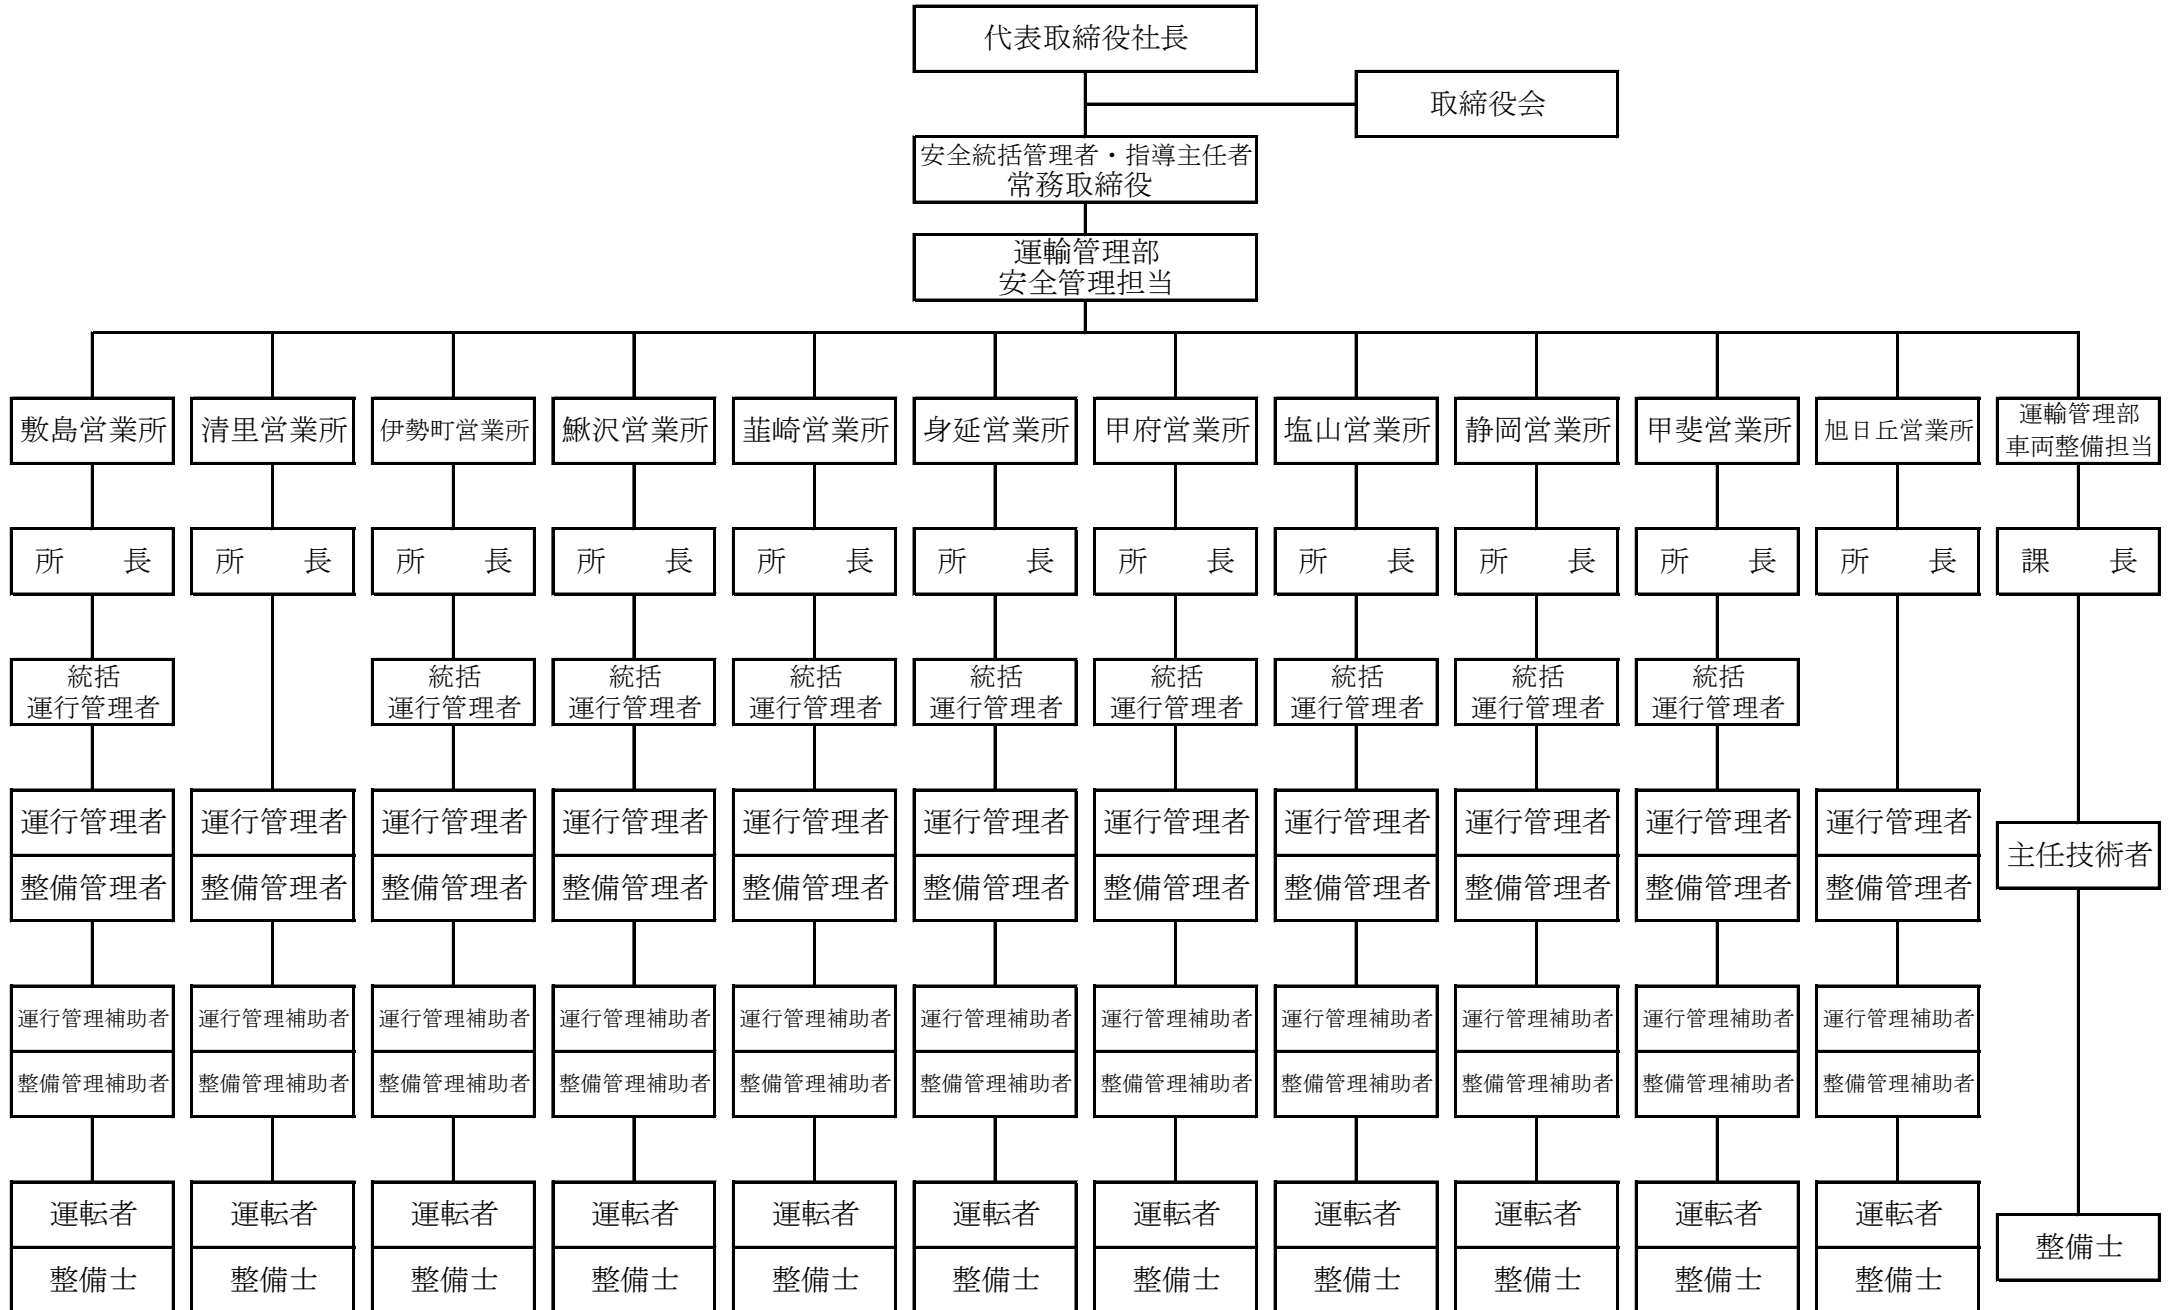 代表取締役社長
取締役会
安全統括管理者・指導主任者
常務取締役
運輸管理部
安全管理担当
敷島営業所 清里営業所 伊勢町営業所 鰍沢営業所 韮崎営業所 身延営業所 甲府営業所 塩山営業所 静岡営業所 甲斐営業所 旭日丘営業所 運輸管理部
車両整備担当
所　　長 所　　長 所　　長 所　　長 所　　長 所　　長 所　　長 所　　長 所　　長 所　　長 所　　長 課　　長
統括 統括 統括 統括 統括 統括 統括 統括 統括
運行管理者 運行管理者 運行管理者 運行管理者 運行管理者 運行管理者 運行管理者 運行管理者 運行管理者
運行管理者 運行管理者 運行管理者 運行管理者 運行管理者 運行管理者 運行管理者 運行管理者 運行管理者 運行管理者 運行管理者
主任技術者
整備管理者 整備管理者 整備管理者 整備管理者 整備管理者 整備管理者 整備管理者 整備管理者 整備管理者 整備管理者 整備管理者
運行管理補助者 運行管理補助者 運行管理補助者 運行管理補助者 運行管理補助者 運行管理補助者 運行管理補助者 運行管理補助者 運行管理補助者 運行管理補助者 運行管理補助者
整備管理補助者 整備管理補助者 整備管理補助者 整備管理補助者 整備管理補助者 整備管理補助者 整備管理補助者 整備管理補助者 整備管理補助者 整備管理補助者 整備管理補助者
運転者 運転者 運転者 運転者 運転者 運転者 運転者 運転者 運転者 運転者 運転者
整備士
整備士 整備士 整備士 整備士 整備士 整備士 整備士 整備士 整備士 整備士 整備士